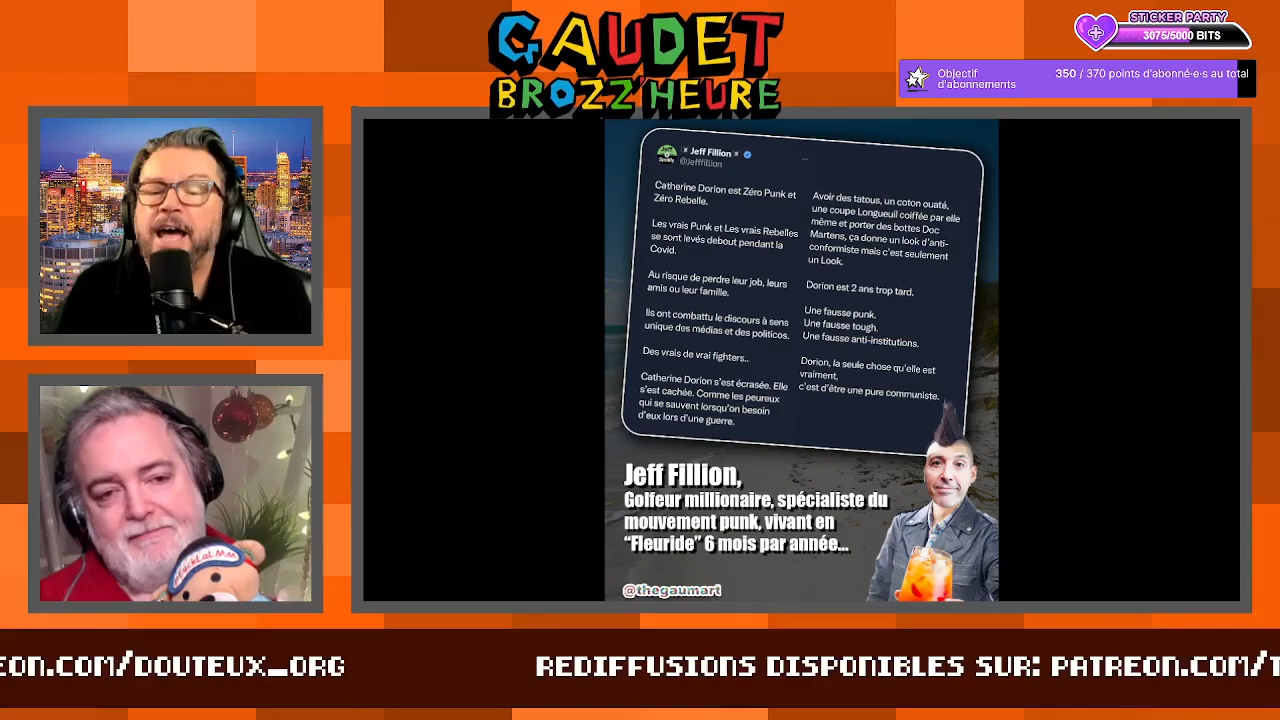 GAUDET
BROZZ'HEURE
STICKER PARTY
3075/5000 BITS
Objectif
d'abonnements
350 / 370 points d'abonné·e·s au total
Jeff Fillion
@Jefffillion
Catherine Dorion est Zéro Punk et
Zéro Rebelle.
Les vrais Punk et Les vrais Rebelles
se sont levés debout pendant la
Covid.
Au risque de perdre leur job, leurs
amis ou leur famille.
Ils ont combattu le discours à sens
unique des médias et des politicos.
Des vrais de vrai fighters..
Catherine Dorion s'est écrasée. Elle
s'est cachée. Comme les peureux
qui se sauvent lorsqu'on besoin
d'eux lors d'une guerre.
Avoir des tatous, un coton ouaté,
une coupe Longueuil coiffée par elle
même et porter des bottes Doc
Martens, ça donne un look d'anti-
conformiste mais c'est seulement
un Look.
Dorion est 2 ans trop tard.
Une fausse punk.
Une fausse tough.
Une fausse anti-institutions.
Dorion, la seule chose qu'elle est
vraiment,
c'est d'être une pure communiste.
Jeff Fillion,
Golfeur millionaire, spécialiste du
mouvement punk, vivant en
“Fleuride” 6 mois par année...
@thegaumart
EON.COM/DOUTEUX_ORG
REDIFFUSIONS DISPONIBLES SUR: PATREON.COM/T